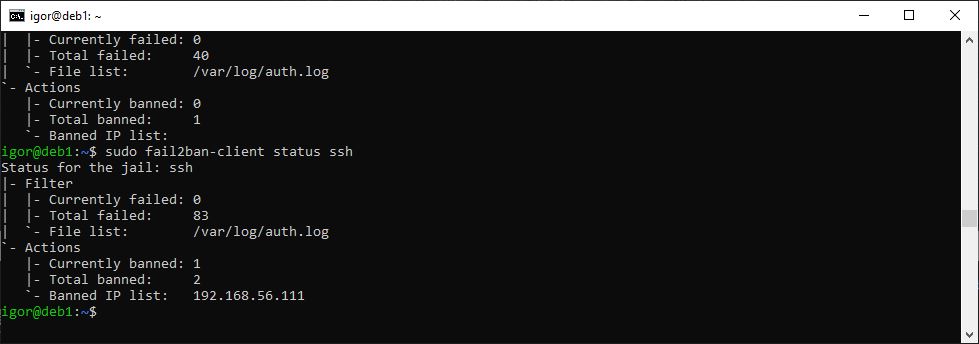 igor@deb1: ~
|  |- Currently failed: 0
|  |- Total failed:     40
|  `- File list:        /var/log/auth.log
`- Actions
   |- Currently banned: 0
   |- Total banned:     1
   `- Banned IP list:
igor@deb1:~$ sudo fail2ban-client status ssh
Status for the jail: ssh
|- Filter
|  |- Currently failed: 0
|  |- Total failed:     83
|  `- File list:        /var/log/auth.log
`- Actions
   |- Currently banned: 1
   |- Total banned:     2
   `- Banned IP list:   192.168.56.111
igor@deb1:~$